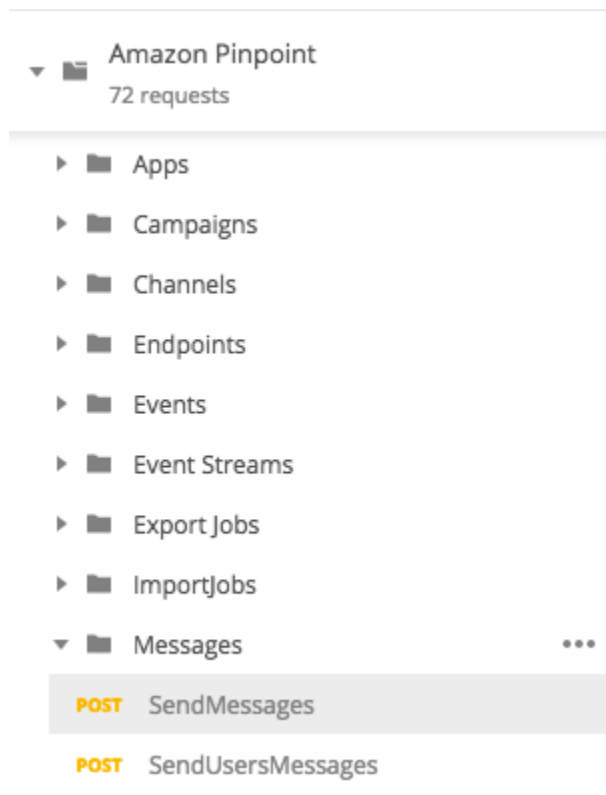 Amazon Pinpoint
72 requests
Apps
Campaigns
Channels
Endpoints
Events
Event Streams
Export Jobs
ImportJobs
Messages
POST SendMessages
POST SendUsersMessages